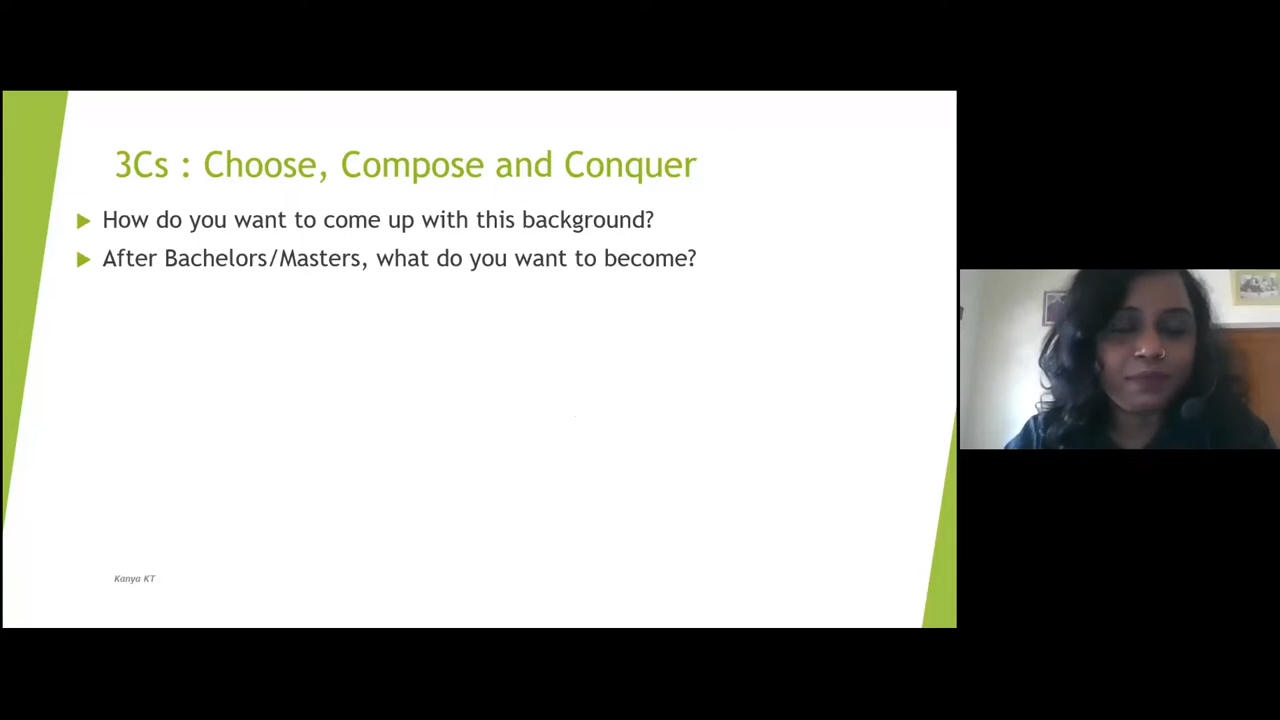 3Cs : Choose, Compose and Conquer
How do you want to come up with this background?
After Bachelors/Masters, what do you want to become?
Kanya KT